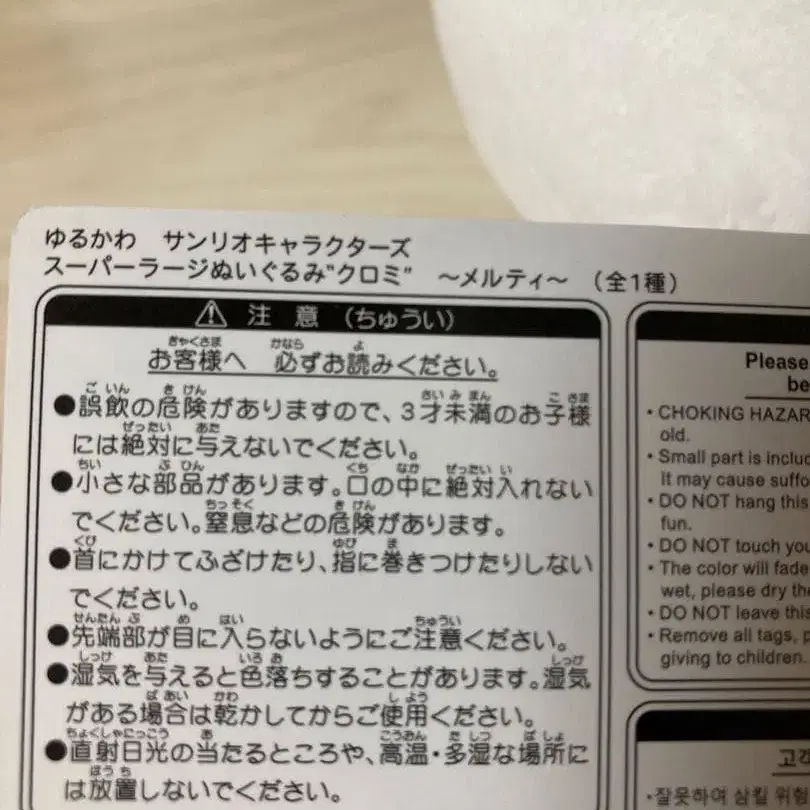 ゆるかわ　サンリオキャラクターズ
スーパーラージぬいぐるみ"クロミ"　～メルティ～　（全1種）
⚠ 注　意（ちゅうい）
お客様へ　必ずお読みください。
●誤飲の危険がありますので、3才未満のお子様
には絶対に与えないでください。
●小さな部品があります。口の中に絶対入れない
でください。窒息などの危険があります。
●首にかけてふざけたり、指に巻きつけたりしない
でください。
●先端部が目に入らないようにご注意ください。
●湿気を与えると色落ちすることがあります。湿気
がある場合は乾かしてからご使用ください。
●直射日光の当たるところや、高温・多湿な場所に
は放置しないでください。
Please
be
・CHOKING HAZAR
old.
・Small part is inclu
It may cause suffo
・DO NOT hang this
fun.
・DO NOT touch you
・The color will fade
wet, please dry the
・DO NOT leave this
・Remove all tags, p
giving to children.
고객
・잘못하여 삼킬 위험